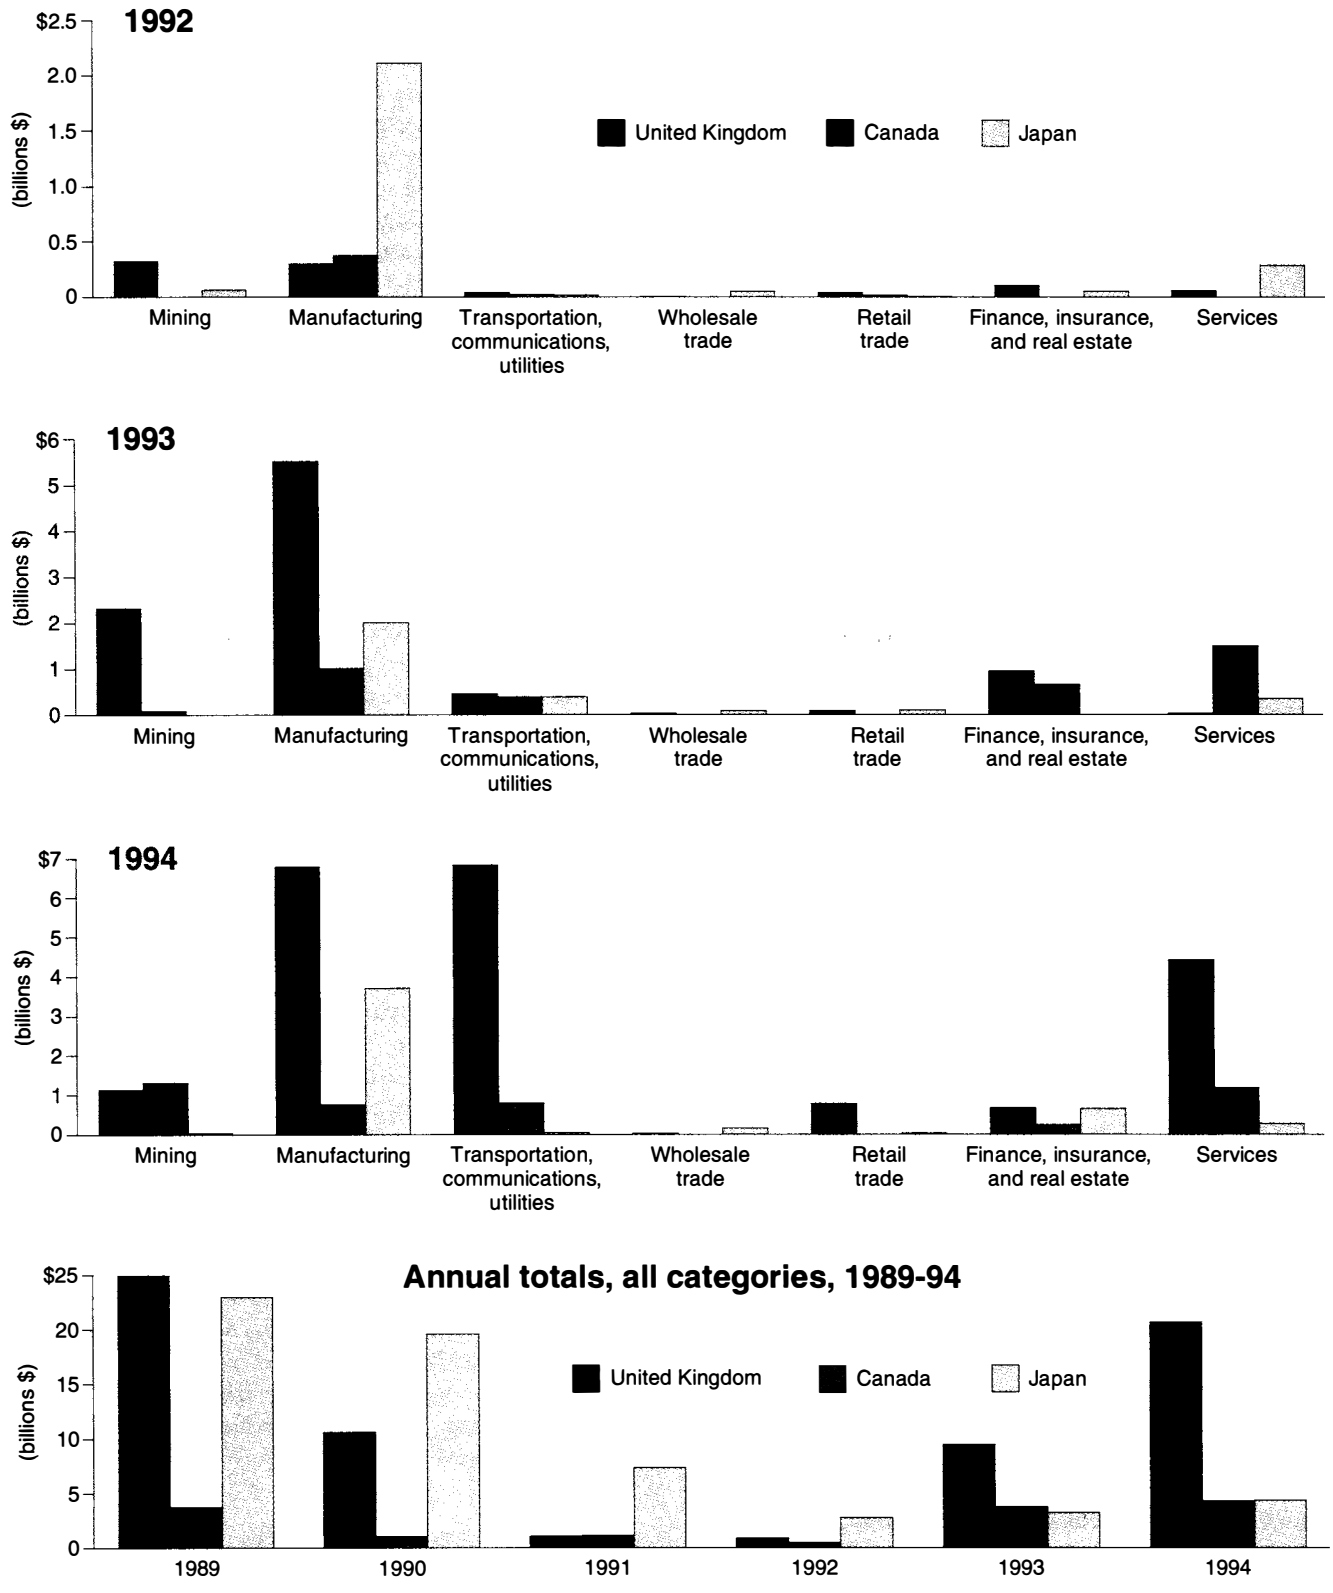 1992
$2.5
2.0
1.5
1.0
0.5
0
(billions $)
United Kingdom Canada Japan
Mining Manufacturing Transportation, Wholesale Retail Finance, insurance, Services
communications, trade trade and real estate
utilities
1993
$6
5
4
3
2
1
0
(billions $)
Mining Manufacturing Transportation, Wholesale Retail Finance, insurance, Services
communications, trade trade and real estate
utilities
1994
$7
6
5
4
3
2
1
0
(billions $)
Mining Manufacturing Transportation, Wholesale Retail Finance, insurance, Services
communications, trade trade and real estate
utilities
Annual totals, all categories, 1989-94
$25
20
15
10
5
0
(billions $)
United Kingdom Canada Japan
1989 1990 1991 1992 1993 1994